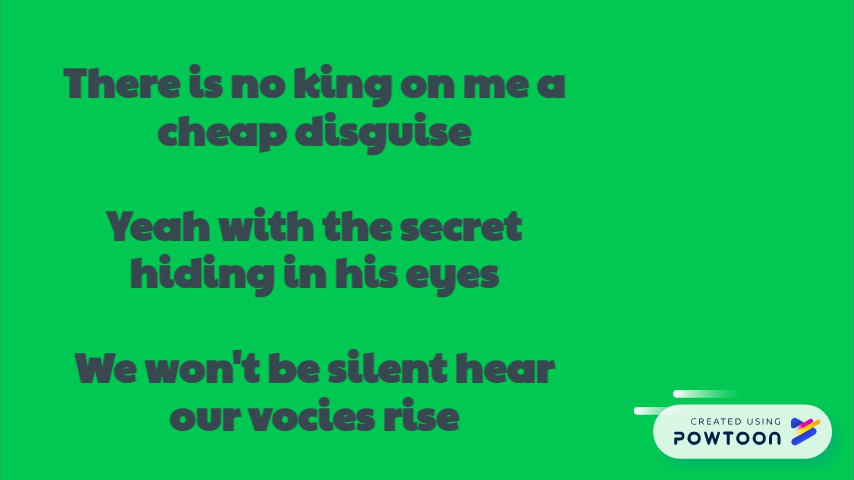 There is no king on me a
cheap disguise
Yeah with the secret
hiding in his eyes
We won't be silent hear
our vocies rise
CREATED USING
POWTOON